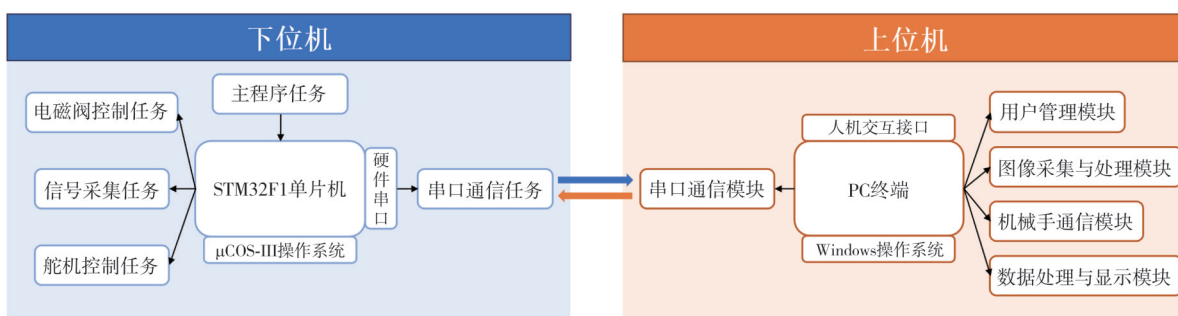 下位机
主程序任务
电磁阀控制任务
信号采集任务
舵机控制任务
STM32F1单片机
硬件串口
μCOS-III操作系统
串口通信任务
上位机
串口通信模块
人机交互接口
PC终端
Windows操作系统
用户管理模块
图像采集与处理模块
机械手通信模块
数据处理与显示模块